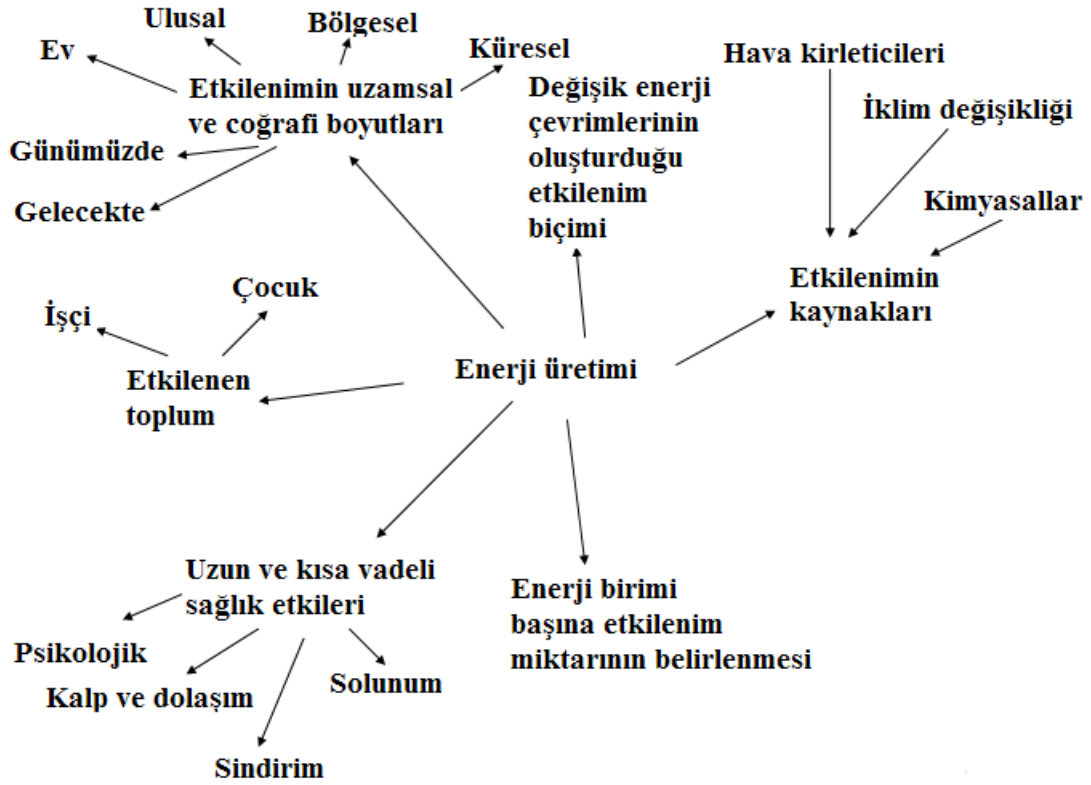 Ulusal
Bölgesel
Ev
Küresel
Etkilenimin uzamsal
ve coğrafi boyutları
Günümüzde
Gelecekte
Değişik enerji
çevrimlerinin
oluşturduğu
etkilenim
biçimi
Hava kirleticileri
İklim değişikliği
Kimyasallar
Etkilenimin
kaynakları
Çocuk
İşçi
Etkilenen
toplum
Enerji üretimi
Uzun ve kısa vadeli
sağlık etkileri
Psikolojik
Kalp ve dolaşım
Solunum
Sindirim
Enerji birimi
başına etkilenim
miktarının belirlenmesi